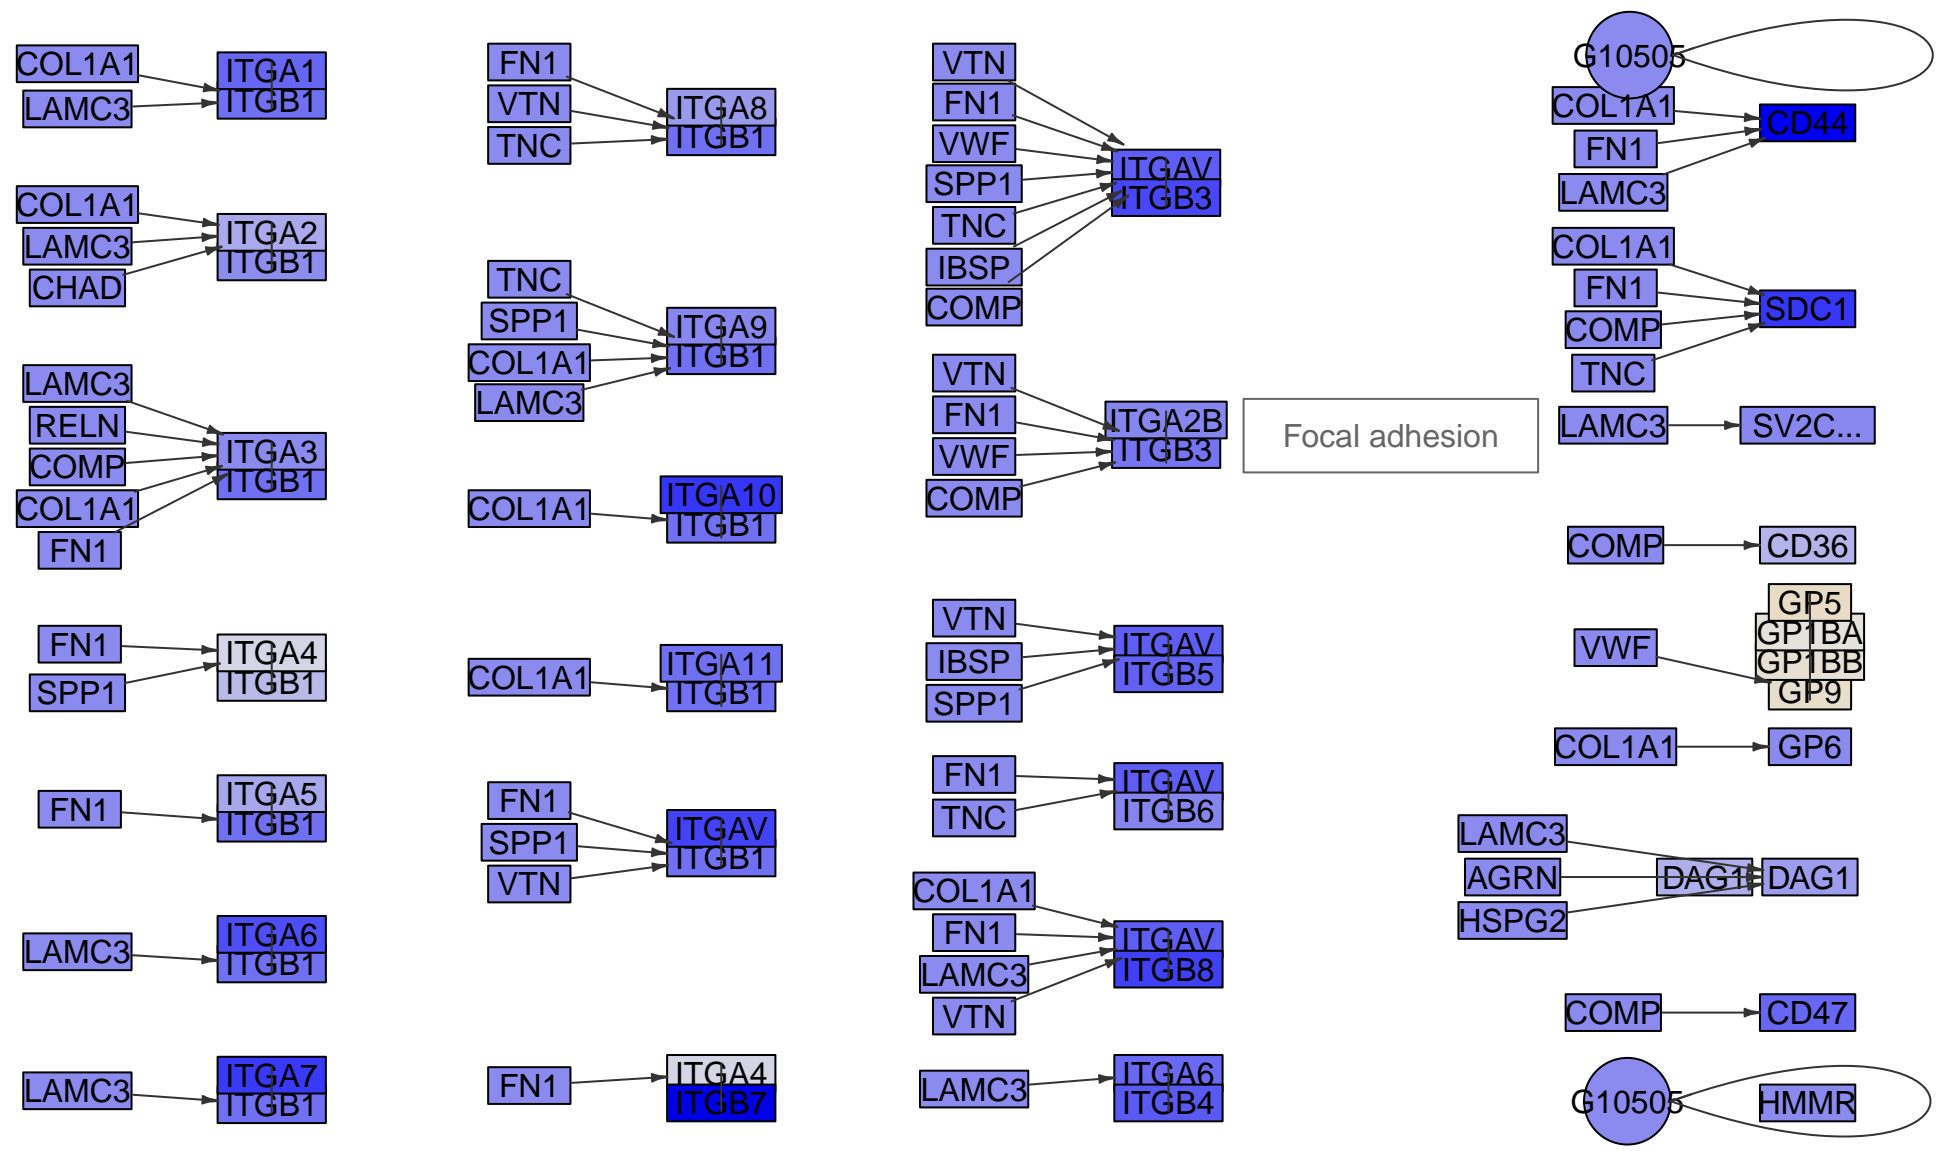 COL1A1
LAMC3
ITGA1
ITGB1
COL1A1
LAMC3
CHAD
ITGA2
ITGB1
LAMC3
RELN
COMP
COL1A1
FN1
ITGA3
ITGB1
FN1
SPP1
ITGA4
ITGB1
FN1
ITGA5
ITGB1
LAMC3
ITGA6
ITGB1
LAMC3
ITGA7
ITGB1
FN1
VTN
TNC
ITGA8
ITGB1
TNC
SPP1
COL1A1
LAMC3
ITGA9
ITGB1
COL1A1
ITGA10
ITGB1
COL1A1
ITGA11
ITGB1
FN1
SPP1
VTN
ITGAV
ITGB1
FN1
ITGA4
ITGB7
VTN
FN1
VWF
SPP1
TNC
IBSP
COMP
ITGAV
ITGB3
VTN
FN1
VWF
COMP
ITGA2B
ITGB3
Focal adhesion
VTN
IBSP
SPP1
ITGAV
ITGB5
FN1
TNC
ITGAV
ITGB6
COL1A1
FN1
LAMC3
VTN
ITGAV
ITGB8
LAMC3
ITGA6
ITGB4
G10505
COL1A1
FN1
LAMC3
CD44
COL1A1
FN1
COMP
TNC
SDC1
LAMC3
SV2C...
COMP
CD36
VWF
GP5
GP1BA
GP1BB
GP9
COL1A1
GP6
LAMC3
AGRN
HSPG2
DAG1
DAG1
COMP
CD47
G10505
HMMR